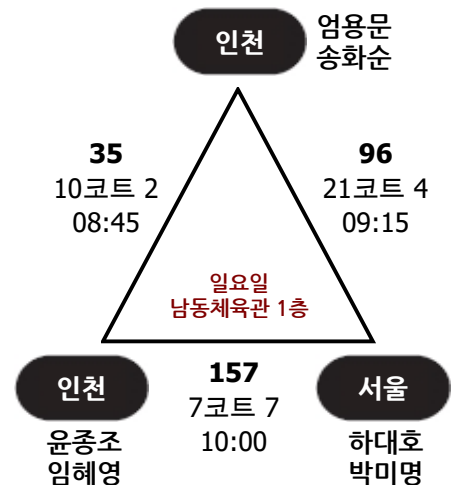 인천
엄용문
송화순
35
10코트 2
08:45
96
21코트 4
09:15
일요일
남동체육관 1층
인천
윤종조
임혜영
157
7코트 7
10:00
서울
하대호
박미명